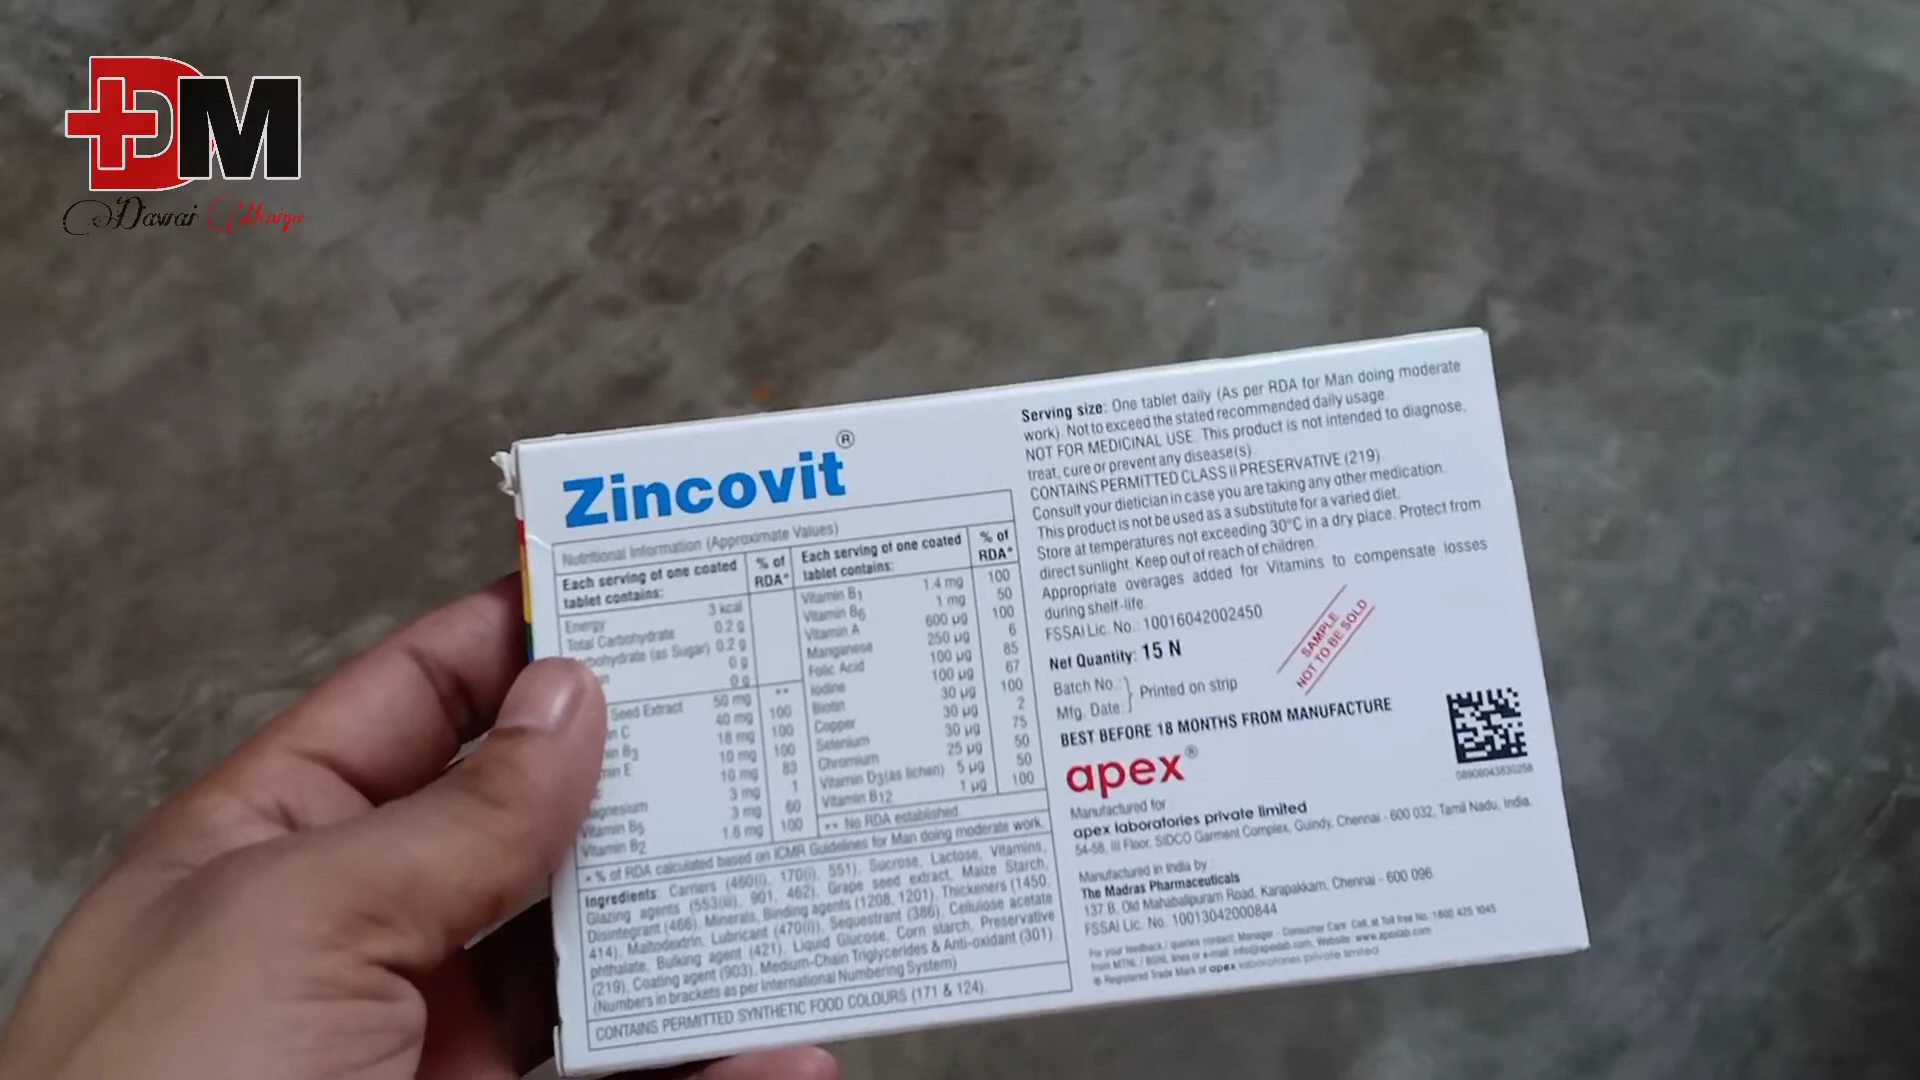 DM
Dawai
Zincovit®
Nutritional Information (Approximate Values)
Each serving of one coated
tablet contains:
% of
RDA*
Energy 3 kcal
Total Carbohydrate 0.2 g
(as Sugar) 0.2 g
0 g
0 g
Seed Extract 50 mg **
40 mg 100
18 mg 100
10 mg 100
10 mg 83
3 mg 1
Vitamin B5 3 mg 60
Vitamin B2 1.6 mg 100
Each serving of one coated
tablet contains:
% of
RDA*
Vitamin B1 1.4 mg 100
Vitamin B6 1 mg 50
Vitamin A 600 µg 100
Manganese 250 µg 6
Folic Acid 100 µg 85
Iodine 100 µg 67
Biotin 30 µg 100
Copper 30 µg 2
Selenium 30 µg 75
Chromium 25 µg 50
Vitamin D3(as lichen) 5 µg 50
Vitamin B12 1 µg 100
** No RDA established.
* % of RDA calculated based on ICMR Guidelines for Man doing moderate work.
Ingredients: Carriers (460(i), 170(i), 551), Sucrose, Lactose, Vitamins,
Glazing agents (553(iii), 901, 462), Grape seed extract, Maize Starch,
Disintegrant (466), Minerals, Binding agents (1208, 1201), Thickeners (1450,
414), Maltodextrin, Lubricant (470(i)), Sequestrant (386), Cellulose acetate
phthalate, Bulking agent (421), Liquid Glucose, Corn starch, Preservative
(219), Coating agent (903), Medium-Chain Triglycerides & Anti-oxidant (301)
(Numbers in brackets as per International Numbering System)
CONTAINS PERMITTED SYNTHETIC FOOD COLOURS (171 & 124).
Serving size: One tablet daily (As per RDA for Man doing moderate
work). Not to exceed the stated recommended daily usage.
NOT FOR MEDICINAL USE. This product is not intended to diagnose,
treat, cure or prevent any disease(s).
CONTAINS PERMITTED CLASS II PRESERVATIVE (219)
Consult your dietician in case you are taking any other medication.
This product is not be used as a substitute for a varied diet.
Store at temperatures not exceeding 30°C in a dry place. Protect from
direct sunlight. Keep out of reach of children.
Appropriate overages added for Vitamins to compensate losses
during shelf-life.
FSSAI Lic. No.: 10016042002450
Net Quantity: 15 N
Batch No.:
Mfg. Date:
Printed on strip
SAMPLE
NOT TO BE SOLD
BEST BEFORE 18 MONTHS FROM MANUFACTURE
apex®
Manufactured for
apex laboratories private limited
54-58, III Floor, SIDCO Garment Complex, Guindy, Chennai - 600 032, Tamil Nadu, India.
Manufactured in India by
The Madras Pharmaceuticals
137 B, Old Mahabalipuram Road, Karapakkam, Chennai - 600 096.
FSSAI Lic. No. 10013042000844
For your feedback / queries contact: Manager - Consumer Care Cell, at Toll free No. 1800 425 1045
from MTNL / BSNL lines or e-mail: info@apexlab.com, Website: www.apexlab.com
® Registered Trade Mark of apex laboratories private limited